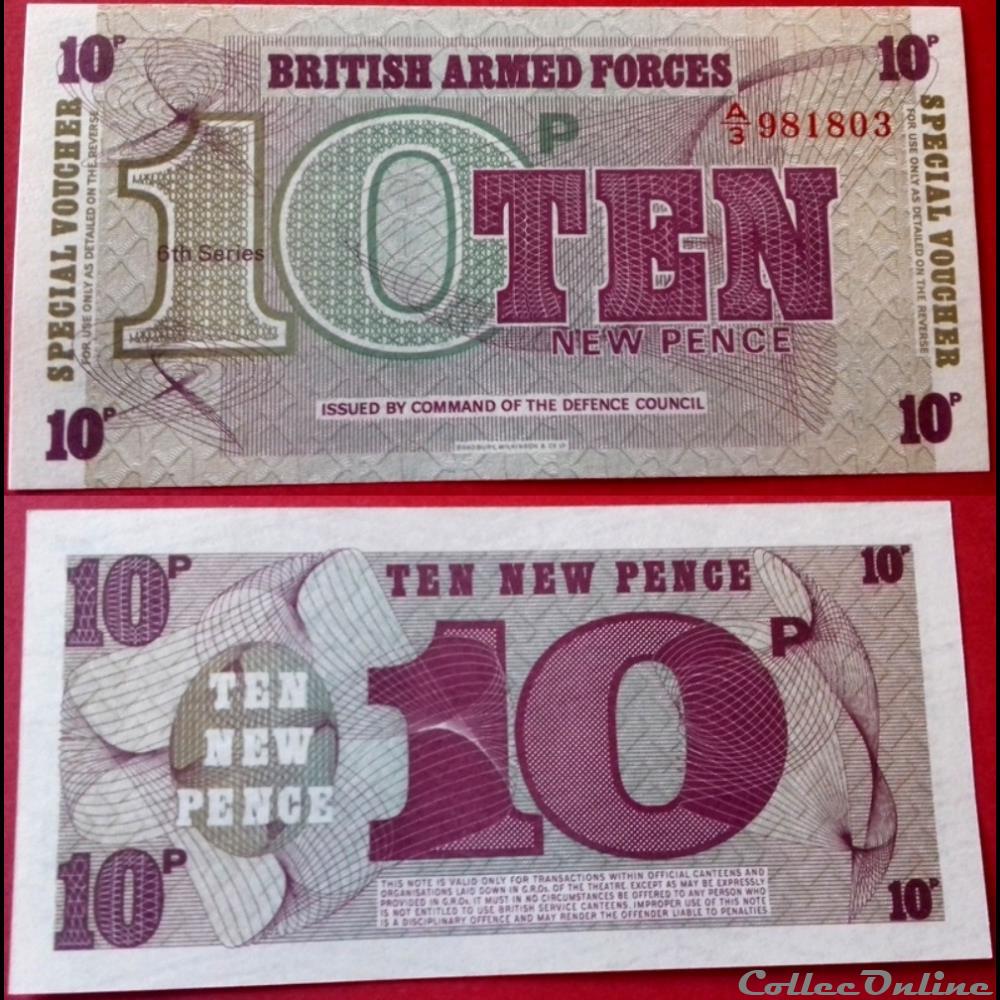 10P
BRITISH ARMED FORCES
10P
A/3 981803
SPECIAL VOUCHER
FOR USE ONLY AS DETAILED ON THE REVERSE
10P
TEN
6th Series
NEW PENCE
SPECIAL VOUCHER
FOR USE ONLY AS DETAILED ON THE REVERSE
ISSUED BY COMMAND OF THE DEFENCE COUNCIL
BRADBURY, WILKINSON & Co Ld
10P
10P
10P
TEN NEW PENCE
10P
TEN
NEW
PENCE
10P
10P
THIS NOTE IS VALID ONLY FOR TRANSACTIONS WITHIN OFFICIAL CANTEENS AND
ORGANISATIONS LAID DOWN IN G.R.Os. OF THE THEATRE. EXCEPT AS MAY BE EXPRESSLY
PROVIDED IN G.R.Os. IT MUST IN NO CIRCUMSTANCES BE OFFERED TO ANY PERSON WHO
IS NOT ENTITLED TO USE BRITISH SERVICE CANTEENS. IMPROPER USE OF THIS NOTE
IS A DISCIPLINARY OFFENCE AND MAY RENDER THE OFFENDER LIABLE TO PENALTIES
10P
CollecOnline